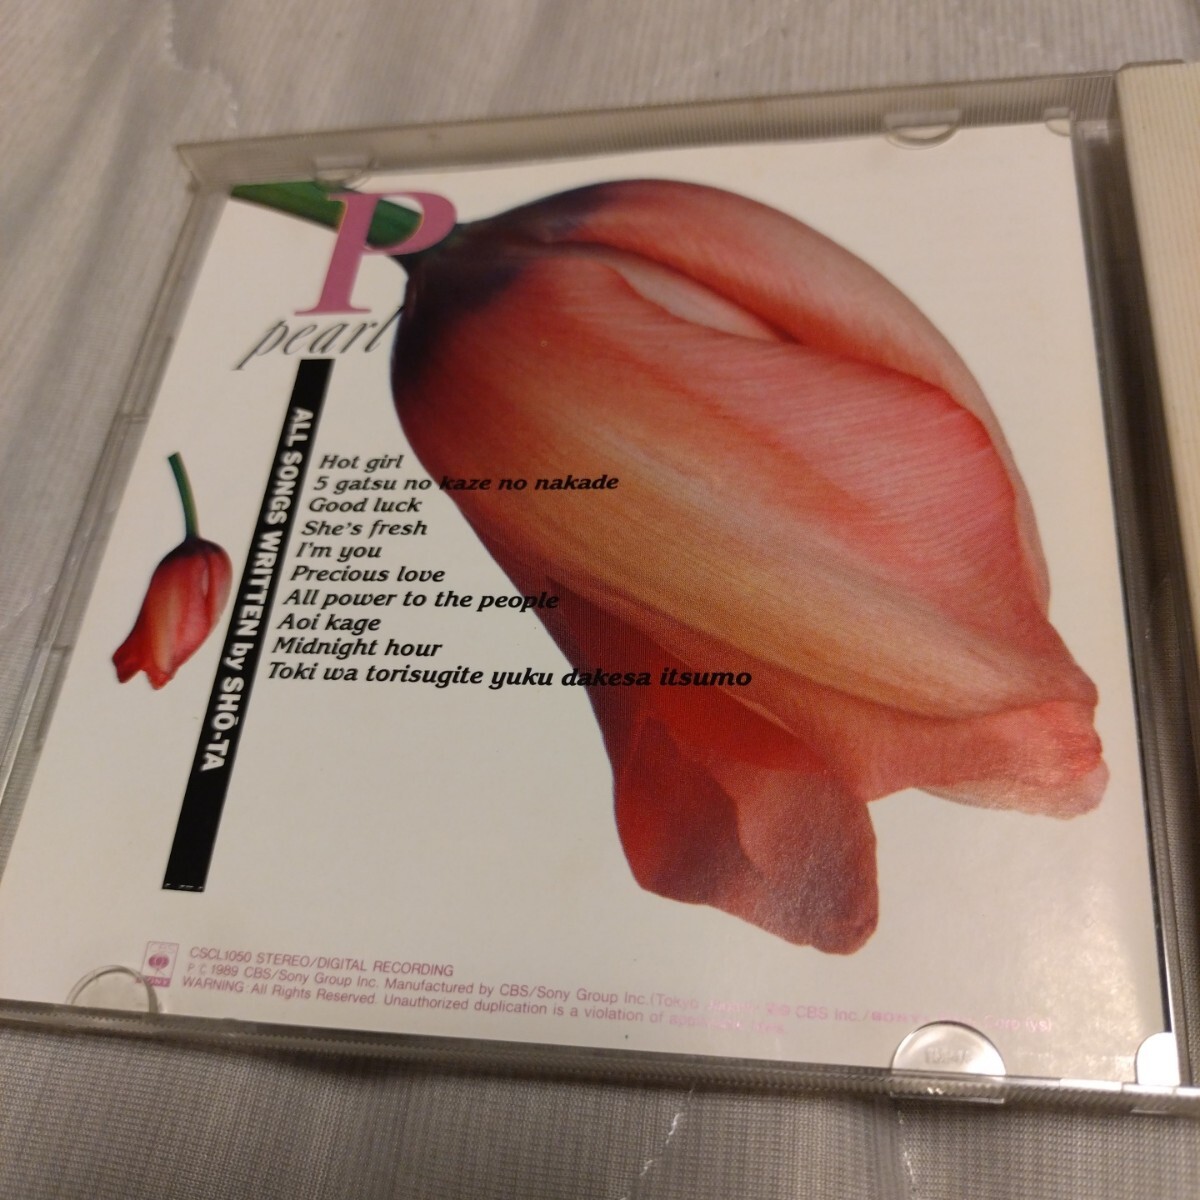 P
pearl
ALL SONGS WRITTEN by SHŌ-TA
Hot girl
5 gatsu no kaze no nakade
Good luck
She's fresh
I'm you
Precious love
All power to the people
Aoi kage
Midnight hour
Toki wa torisugite yuku dakesa itsumo
CSCL1050 STEREO/DIGITAL RECORDING
P C 1989 CBS/Sony Group Inc. Manufactured by CBS/Sony Group Inc. (Tokyo CBS Inc./
WARNING: All Rights Reserved. Unauthorized duplication is a violation of